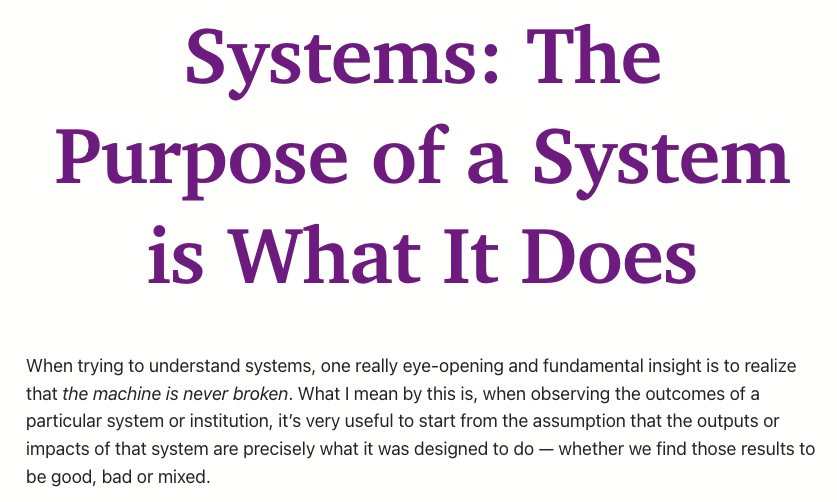 Systems: The
Purpose of a System
is What It Does
When trying to understand systems, one really eye-opening and fundamental insight is to realize
that the machine is never broken. What I mean by this is, when observing the outcomes of a
particular system or institution, it’s very useful to start from the assumption that the outputs or
impacts of that system are precisely what it was designed to do — whether we find those results to
be good, bad or mixed.